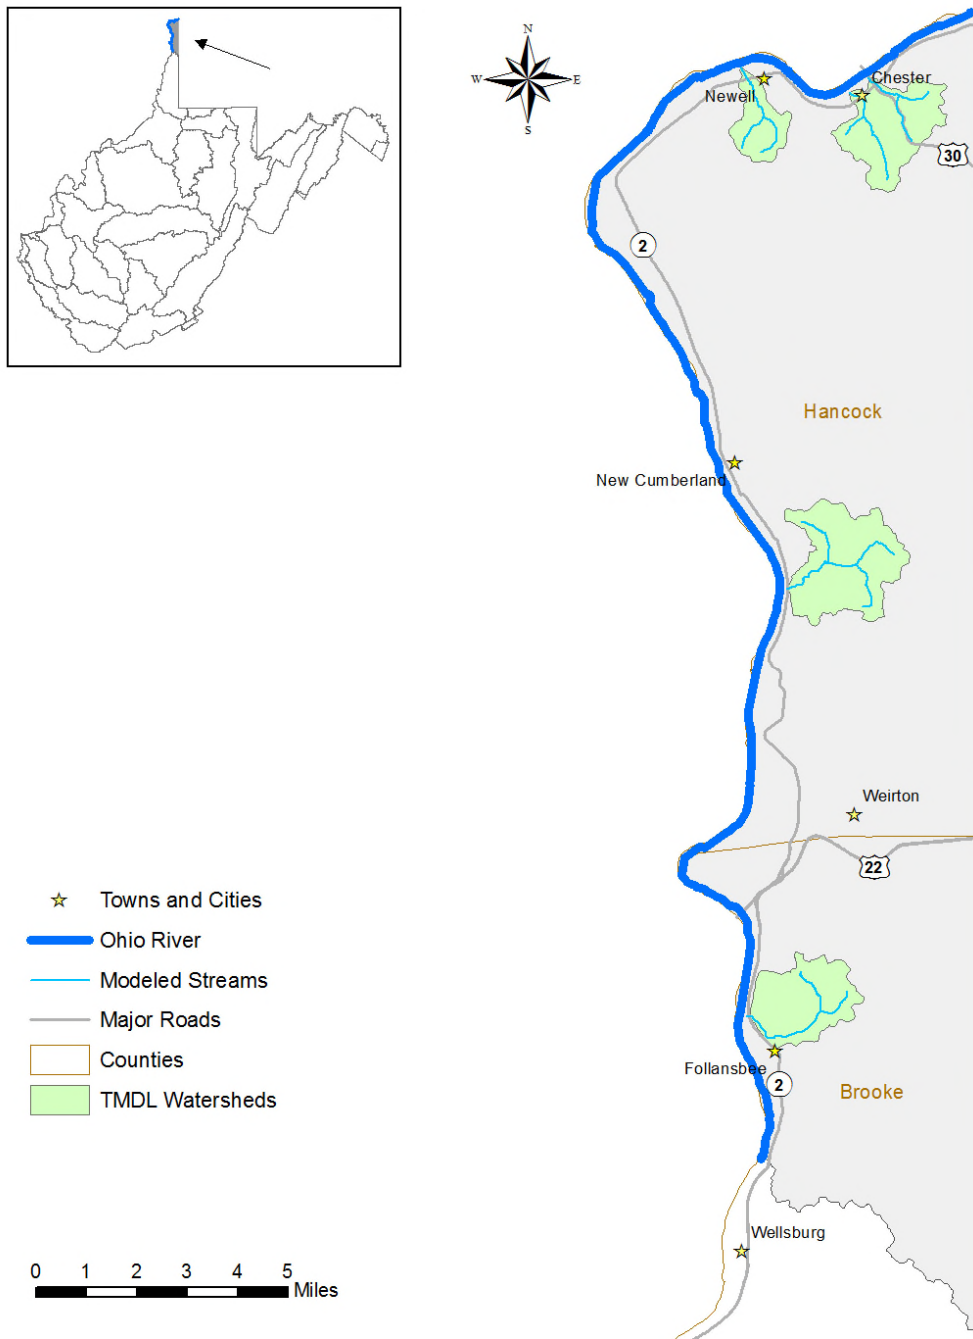 N
W
E
S
Newell
Chester
30
2
Hancock
New Cumberland
Weirton
22
Towns and Cities
Ohio River
Modeled Streams
Major Roads
Counties
TMDL Watersheds
Follansbee
2
Brooke
Wellsburg
0 1 2 3 4 5
Miles